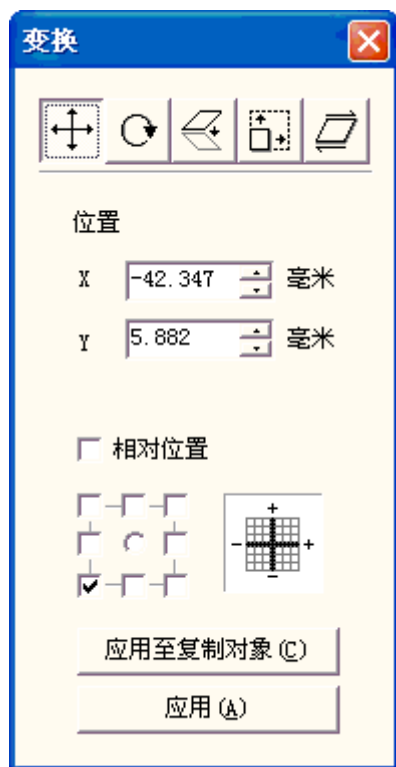 变换
位置
X -42.347 毫米
Y 5.882 毫米
相对位置
+
- +
-
应用至复制对象(C)
应用(A)